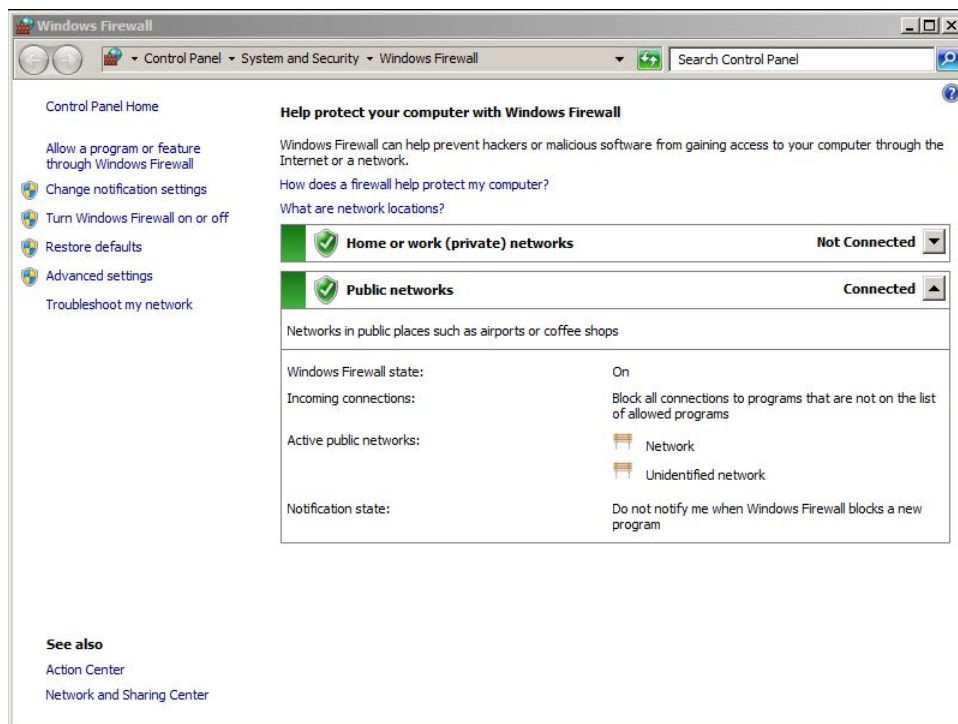 Windows Firewall
Control Panel System and Security Windows Firewall
Search Control Panel
Control Panel Home
Allow a program or feature
through Windows Firewall
Change notification settings
Turn Windows Firewall on or off
Restore defaults
Advanced settings
Troubleshoot my network
Help protect your computer with Windows Firewall
Windows Firewall can help prevent hackers or malicious software from gaining access to your computer through the
Internet or a network.
How does a firewall help protect my computer?
What are network locations?
Home or work (private) networks Not Connected
Public networks Connected
Networks in public places such as airports or coffee shops
Windows Firewall state: On
Incoming connections: Block all connections to programs that are not on the list
of allowed programs
Active public networks: Network
Unidentified network
Notification state: Do not notify me when Windows Firewall blocks a new
program
See also
Action Center
Network and Sharing Center